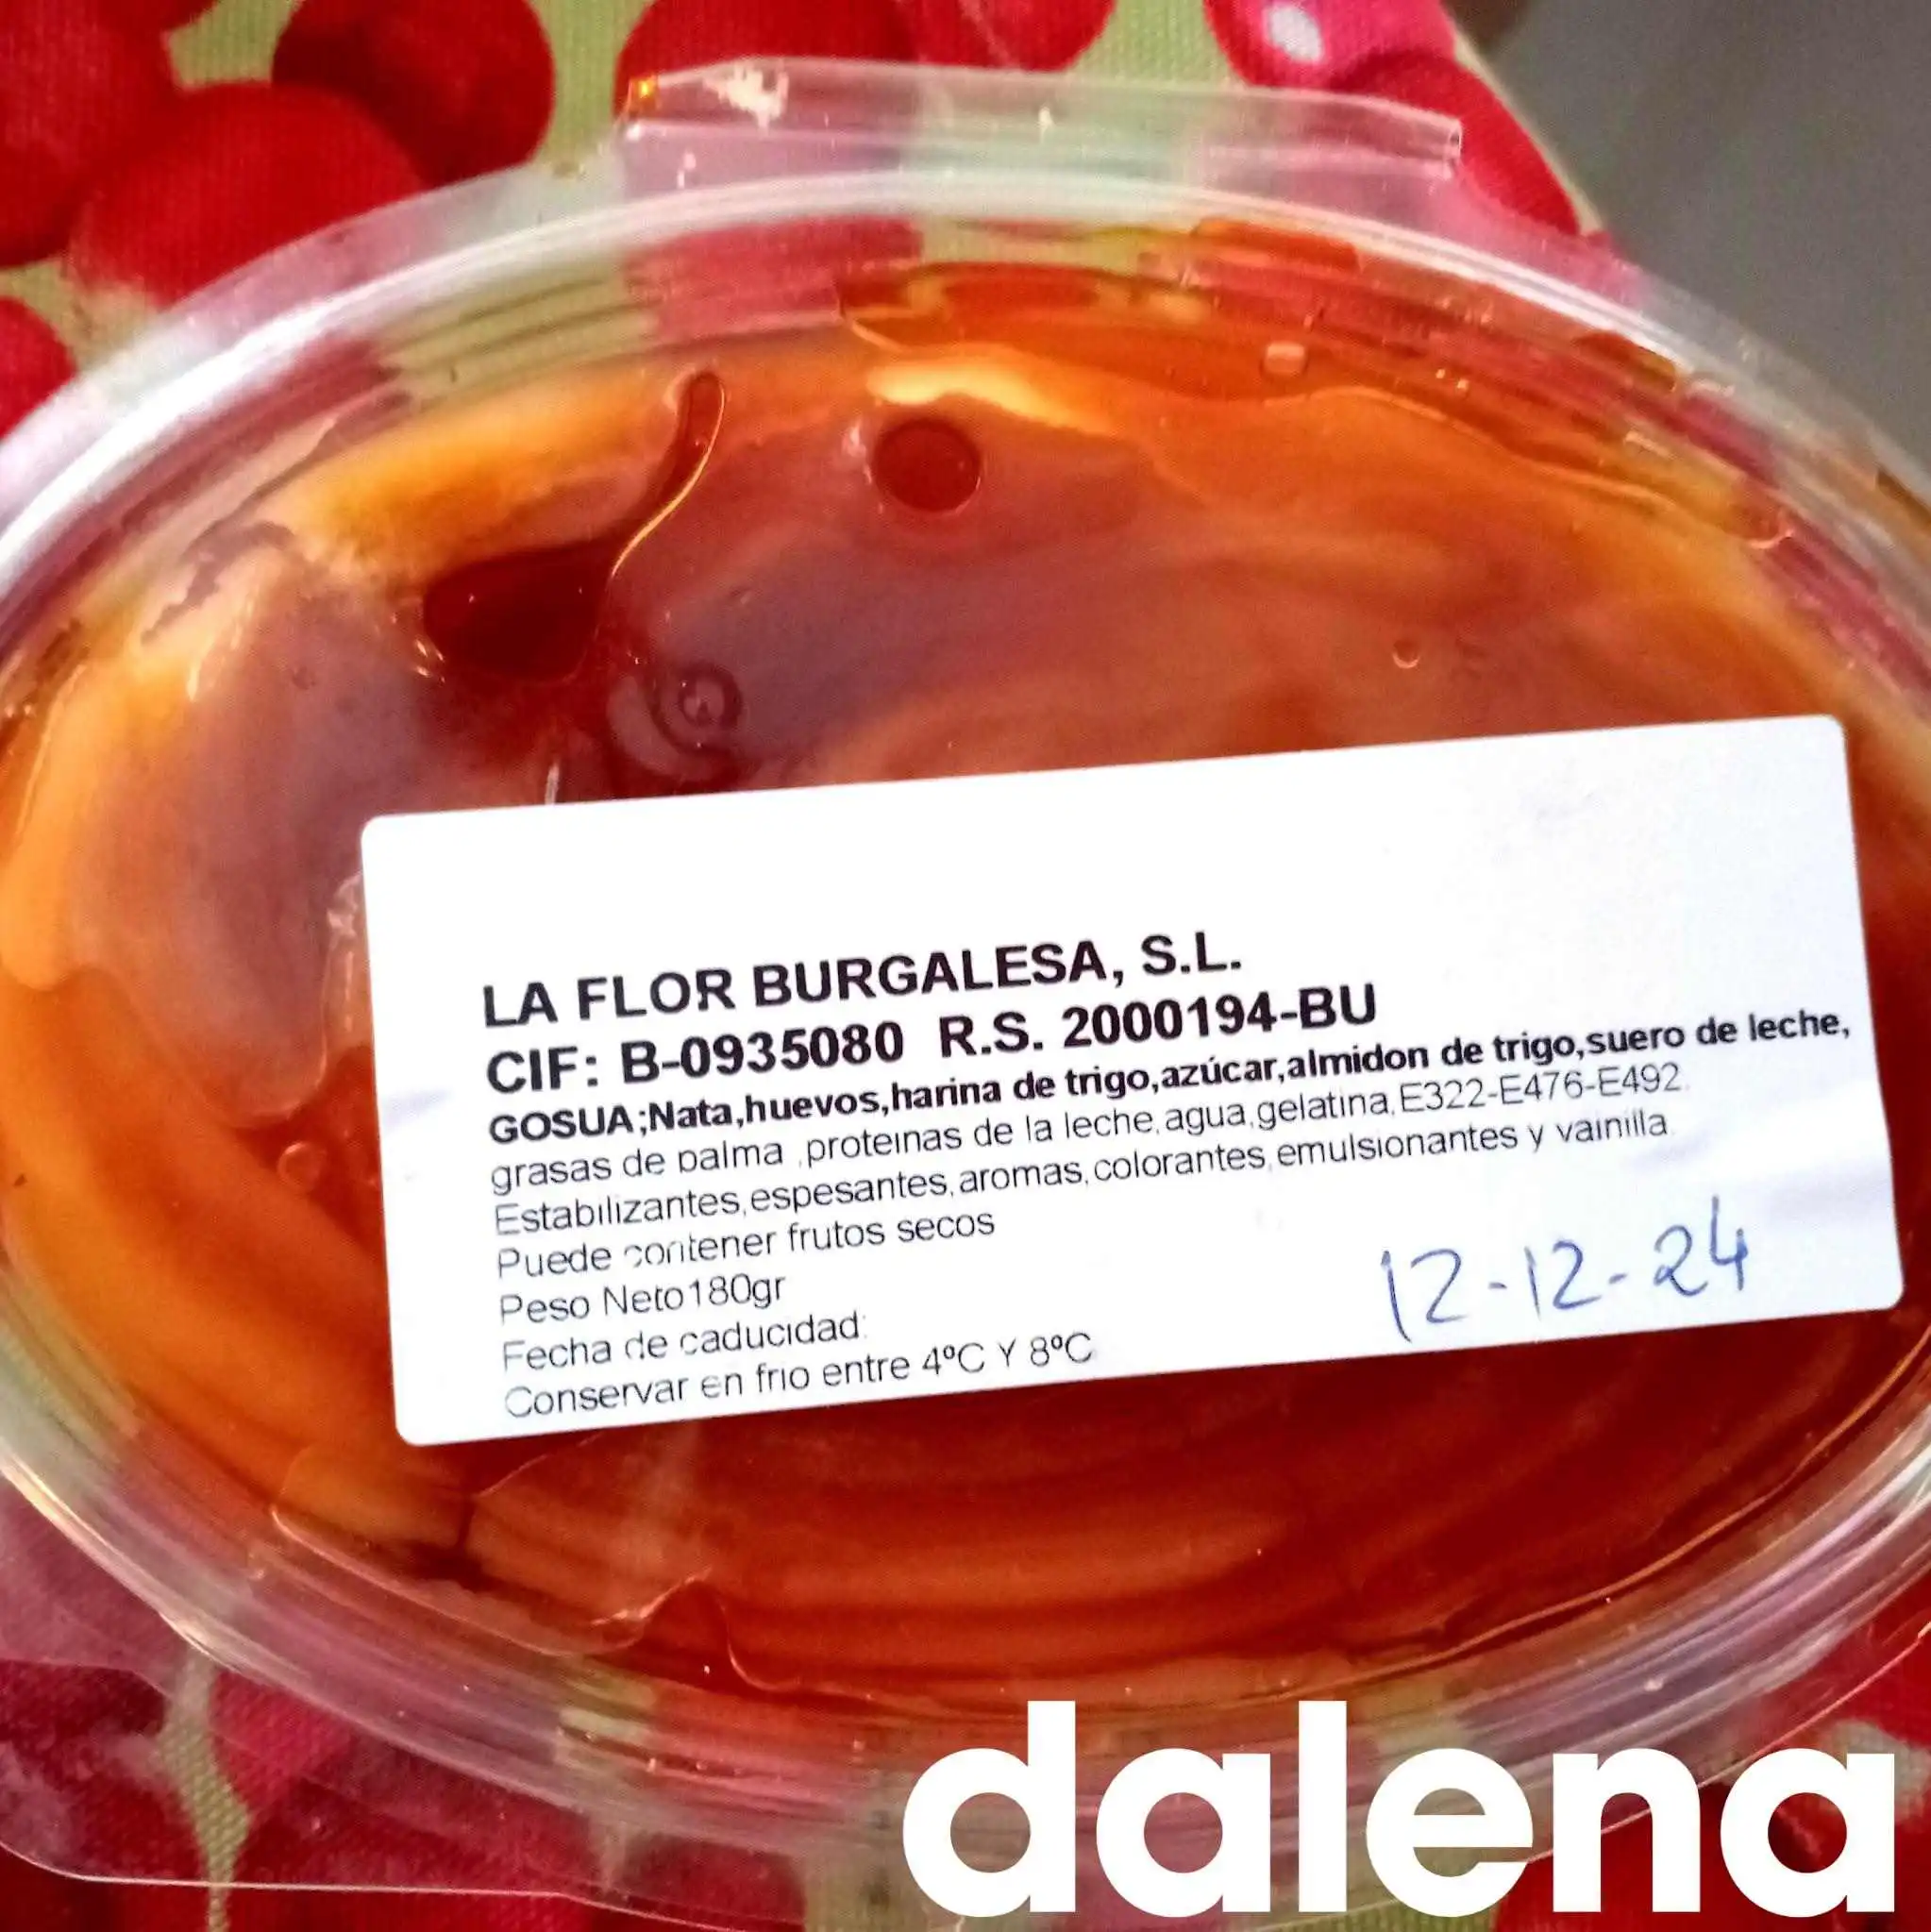 LA FLOR BURGALESA, S.L.
CIF: B-0935080 R.S. 2000194-BU
GOSUA;Nata,huevos,harina de trigo,azúcar,almidon de trigo,suero de leche,
grasas de palma ,proteinas de la leche,agua,gelatina,E322-E476-E492.
Estabilizantes,espesantes,aromas,colorantes,emulsionantes y vainilla.
Puede contener frutos secos
Peso Neto180gr
Fecha de caducidad:
12-12-24
Conservar en frio entre 4ºC Y 8ºC
dalena